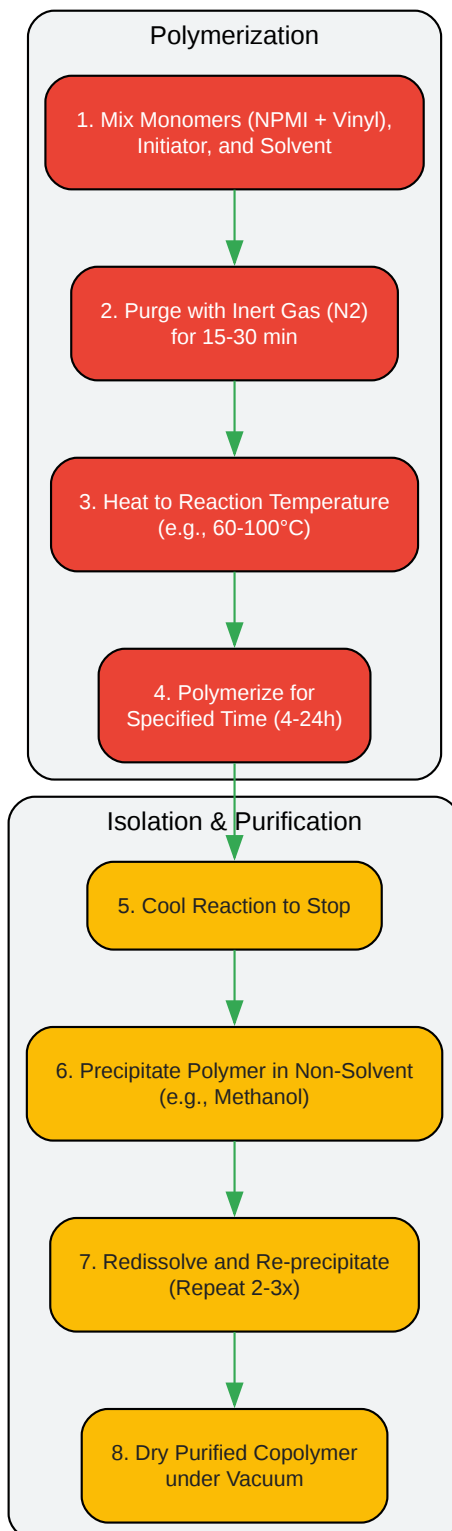 Polymerization
1. Mix Monomers (NPMI + Vinyl),
Initiator, and Solvent
2. Purge with Inert Gas (N2)
for 15-30 min
3. Heat to Reaction Temperature
(e.g., 60-100°C)
4. Polymerize for
Specified Time (4-24h)
Isolation & Purification
5. Cool Reaction to Stop
6. Precipitate Polymer in Non-Solvent
(e.g., Methanol)
7. Redissolve and Re-precipitate
(Repeat 2-3x)
8. Dry Purified Copolymer
under Vacuum